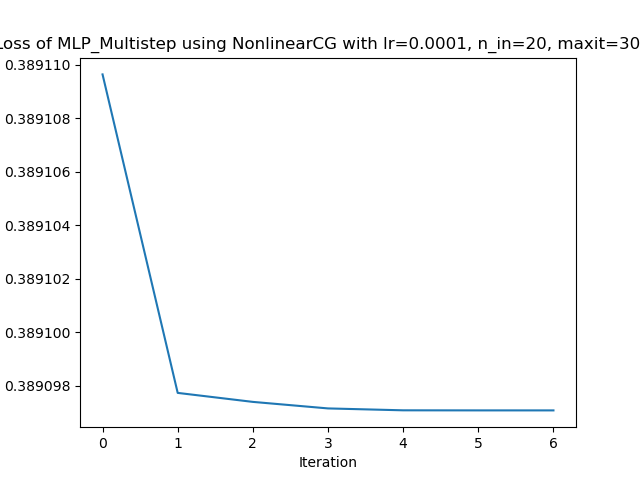 Loss of MLP_Multistep using NonlinearCG with lr=0.0001, n_in=20, maxit=30
0.389110
0.389108
0.389106
0.389104
0.389102
0.389100
0.389098
0 1 2 3 4 5 6
Iteration